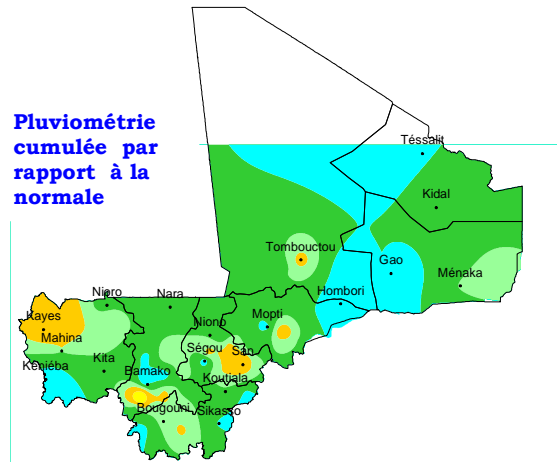 Pluviométrie
cumulée par
rapport à la
normale
Téssalit
Kidal
Tombouctou
Gao
Ménaka
Hombori
Nioro
Nara
Kayes
Niono
Mopti
Mahina
Ségou
San
Kita
Kéniéba
Bamako
Koutiala
Bougouni
Sikasso